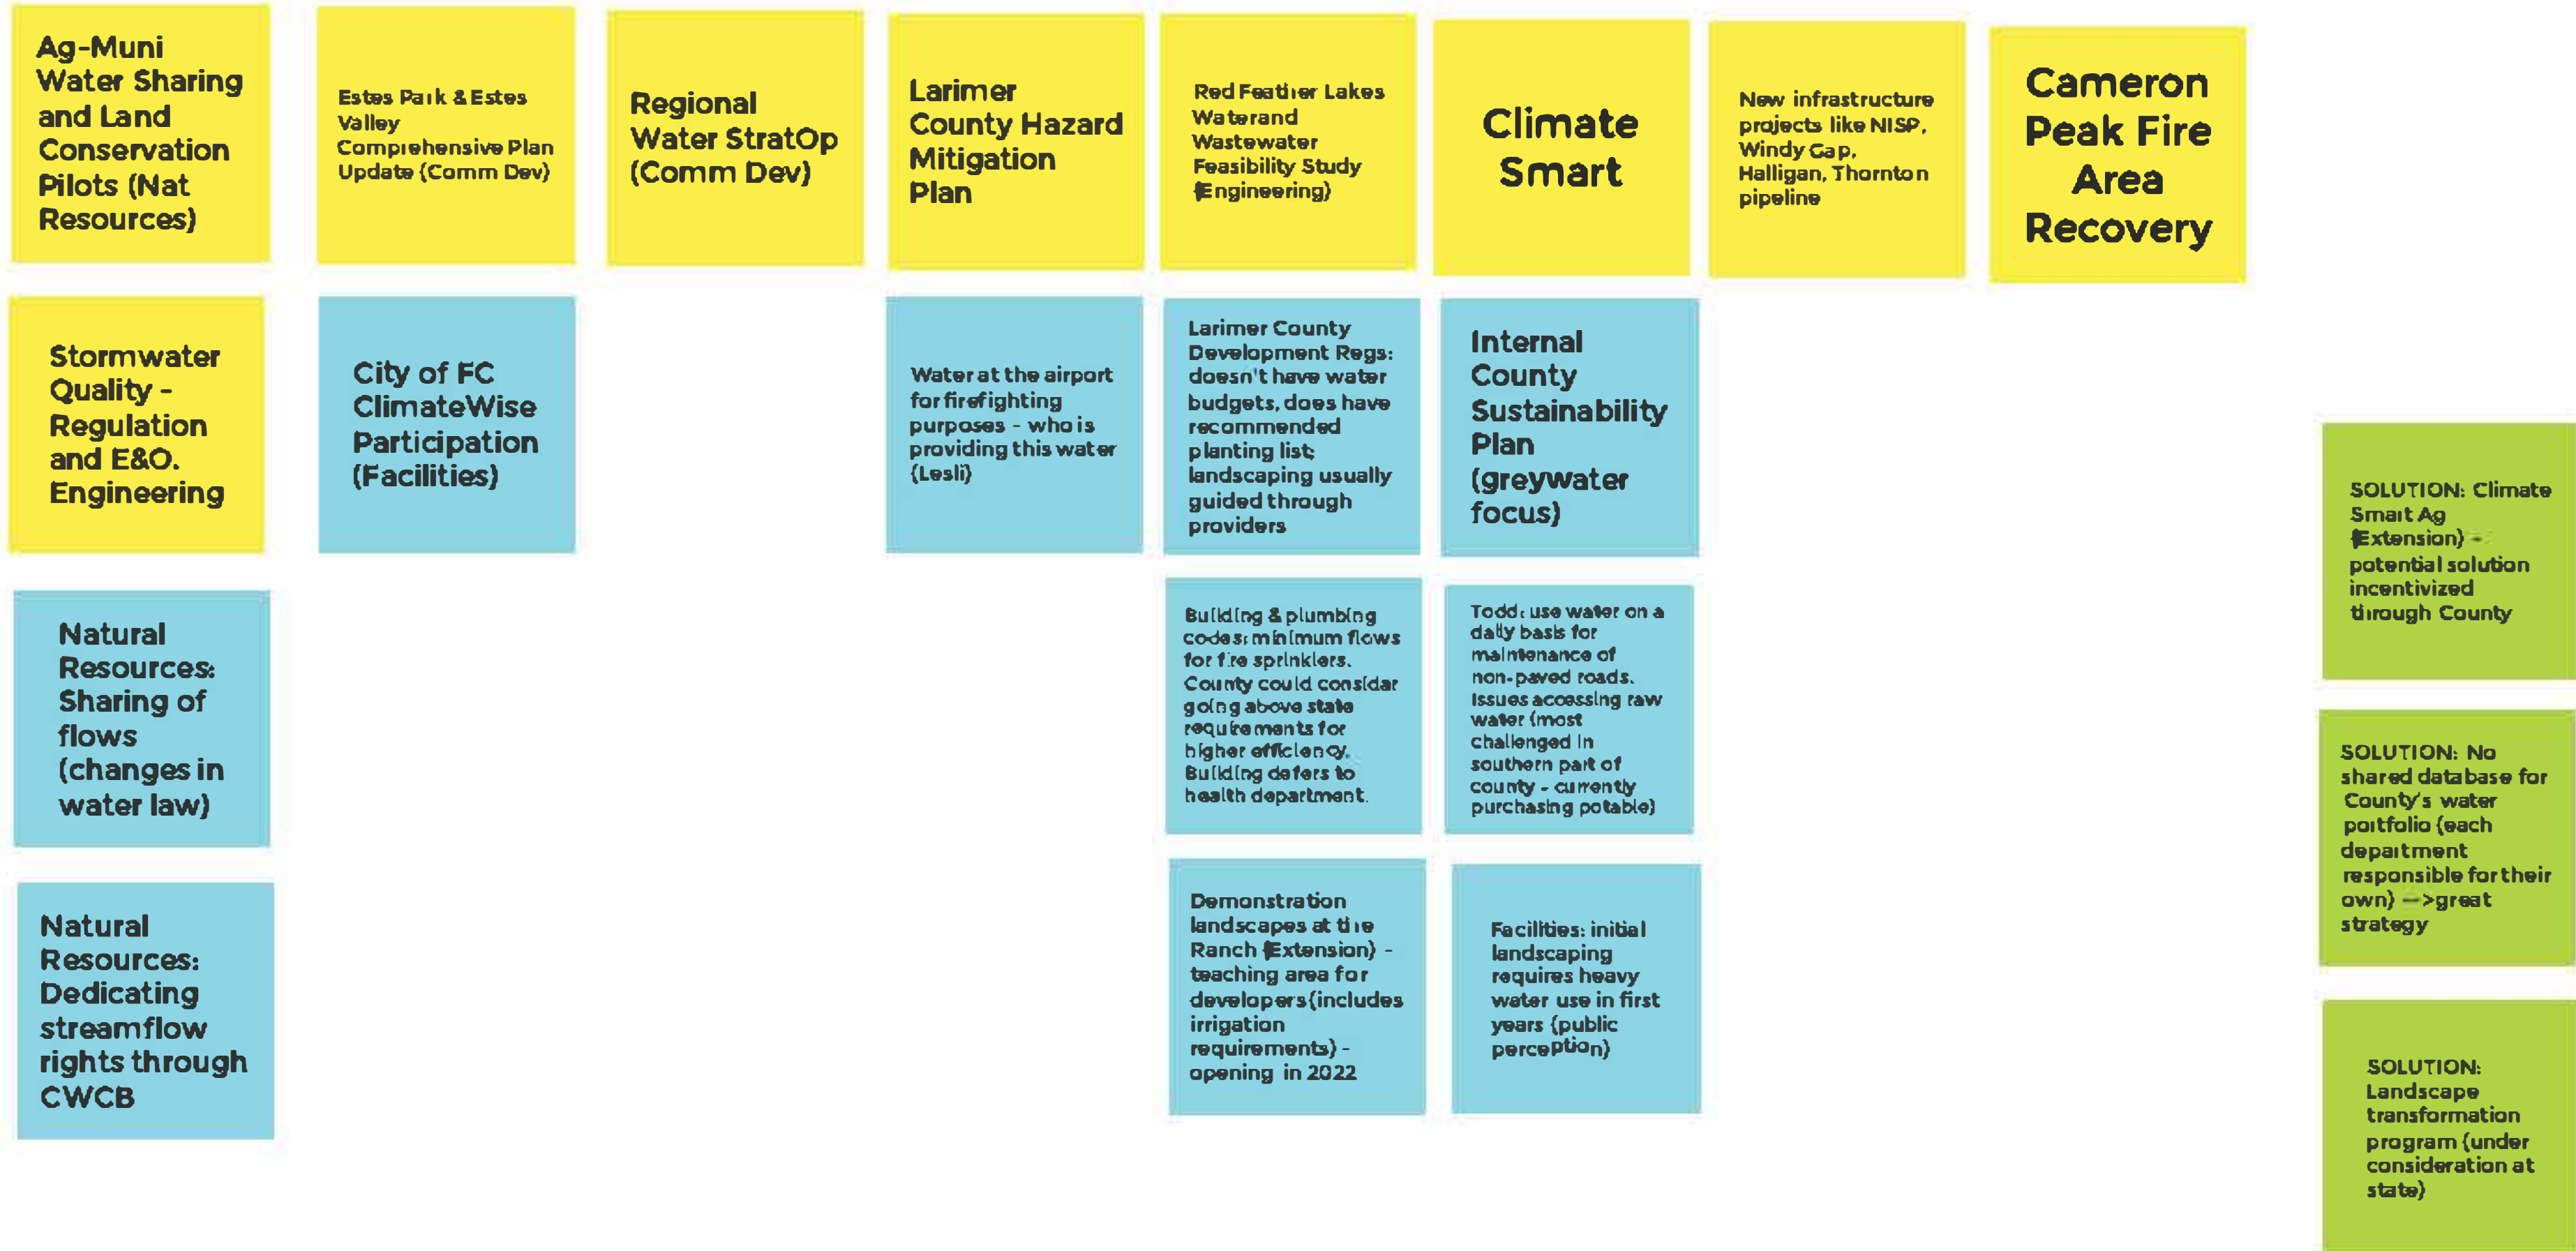 Ag-Muni
Water Sharing
and Land
Conservation
Pilots (Nat
Resources)
Estes Park & Estes
Valley
Comprehensive Plan
Update (Comm Dev)
Regional
Water StratOp
(Comm Dev)
Larimer
County Hazard
Mitigation
Plan
Red Feather Lakes
Water and
Wastewater
Feasibility Study
(Engineering)
Climate
Smart
New infrastructure
projects like NISP,
Windy Gap,
Halligan, Thornton
pipeline
Cameron
Peak Fire
Area
Recovery
Stormwater
Quality -
Regulation
and E&O.
Engineering
City of FC
ClimateWise
Participation
(Facilities)
Water at the airport
for firefighting
purposes - who is
providing this water
(Lesli)
Larimer County
Development Regs:
doesn't have water
budgets, does have
recommended
planting list;
landscaping usually
guided through
providers
Internal
County
Sustainability
Plan
(greywater
focus)
Natural
Resources:
Sharing of
flows
(changes in
water law)
Building & plumbing
codes: minimum flows
for fire sprinklers.
County could consider
going above state
requirements for
higher efficiency.
Building defers to
health department.
Todd: use water on a
daily basis for
maintenance of
non-paved roads.
Issues accessing raw
water (most
challenged in
southern part of
county - currently
purchasing potable)
Natural
Resources:
Dedicating
streamflow
rights through
CWCB
Demonstration
landscapes at the
Ranch (Extension) -
teaching area for
developers (includes
irrigation
requirements) -
opening in 2022
Facilities: initial
landscaping
requires heavy
water use in first
years (public
perception)
SOLUTION: Climate
Smart Ag
(Extension) -
potential solution
incentivized
through County
SOLUTION: No
shared database for
County's water
portfolio (each
department
responsible for their
own) -->great
strategy
SOLUTION:
Landscape
transformation
program (under
consideration at
state)